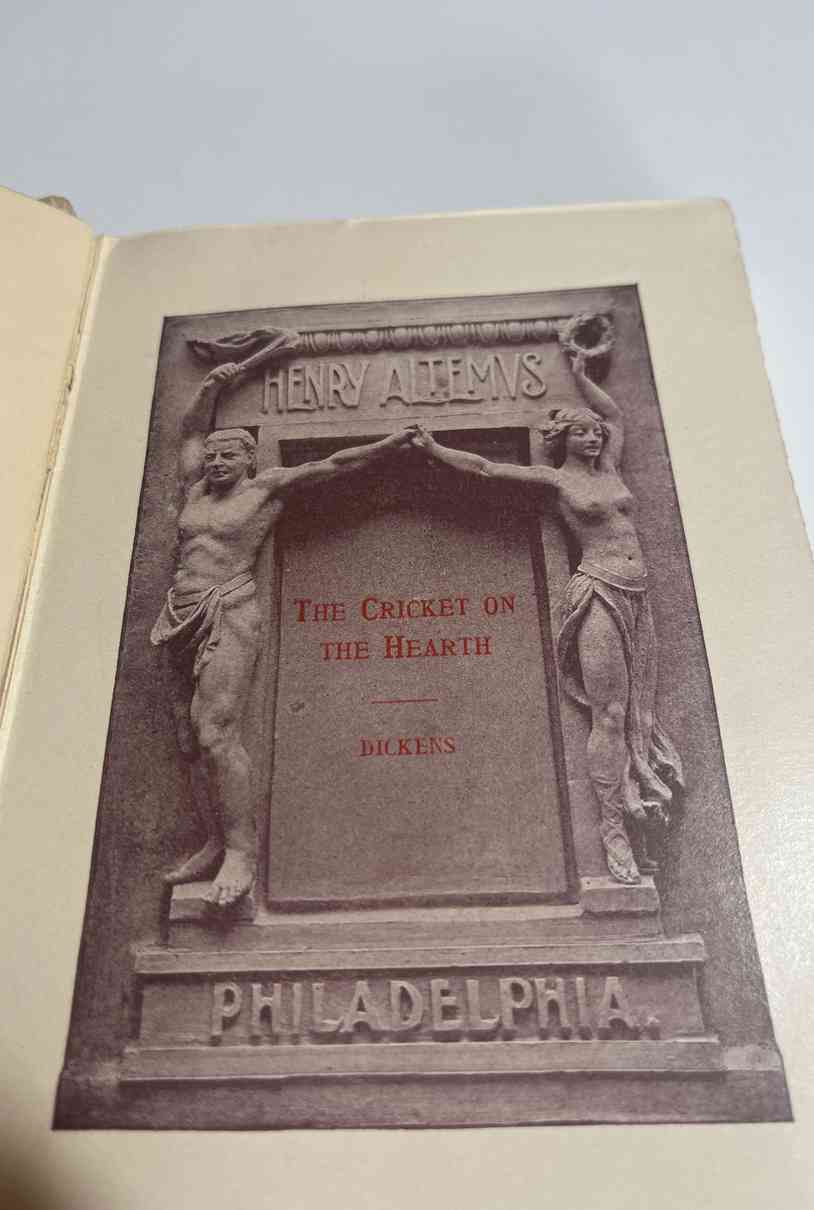 HENRY ALTEMVS
THE CRICKET ON
THE HEARTH
DICKENS
PHILADELPHIA.